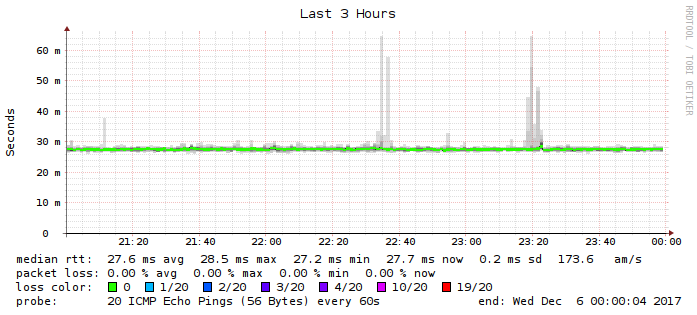 Last 3 Hours
RRDTOOL / TOBI OETIKER
Seconds
60 m
50 m
40 m
30 m
20 m
10 m
0
21:20 21:40 22:00 22:20 22:40 23:00 23:20 23:40 00:00
median rtt: 27.6 ms avg 28.5 ms max 27.2 ms min 27.7 ms now 0.2 ms sd 173.6 am/s
packet loss: 0.00 % avg 0.00 % max 0.00 % min 0.00 % now
loss color: 0 1/20 2/20 3/20 4/20 10/20 19/20
probe: 20 ICMP Echo Pings (56 Bytes) every 60s end: Wed Dec 6 00:00:04 2017